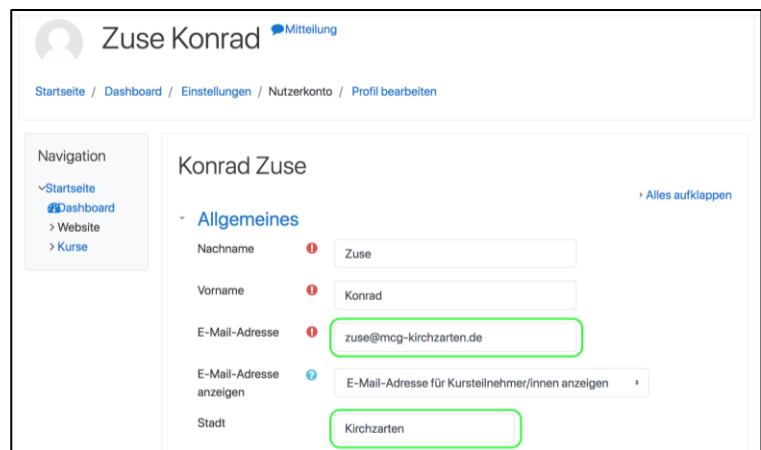 Zuse Konrad Mitteilung
Startseite / Dashboard / Einstellungen / Nutzerkonto / Profil bearbeiten
Navigation
Startseite
Dashboard
> Website
> Kurse
Konrad Zuse
Alles aufklappen
Allgemeines
Nachname
Zuse
Vorname
Konrad
E-Mail-Adresse
zuse@mcg-kirchzarten.de
E-Mail-Adresse
anzeigen
E-Mail-Adresse für Kursteilnehmer/innen anzeigen
Stadt
Kirchzarten